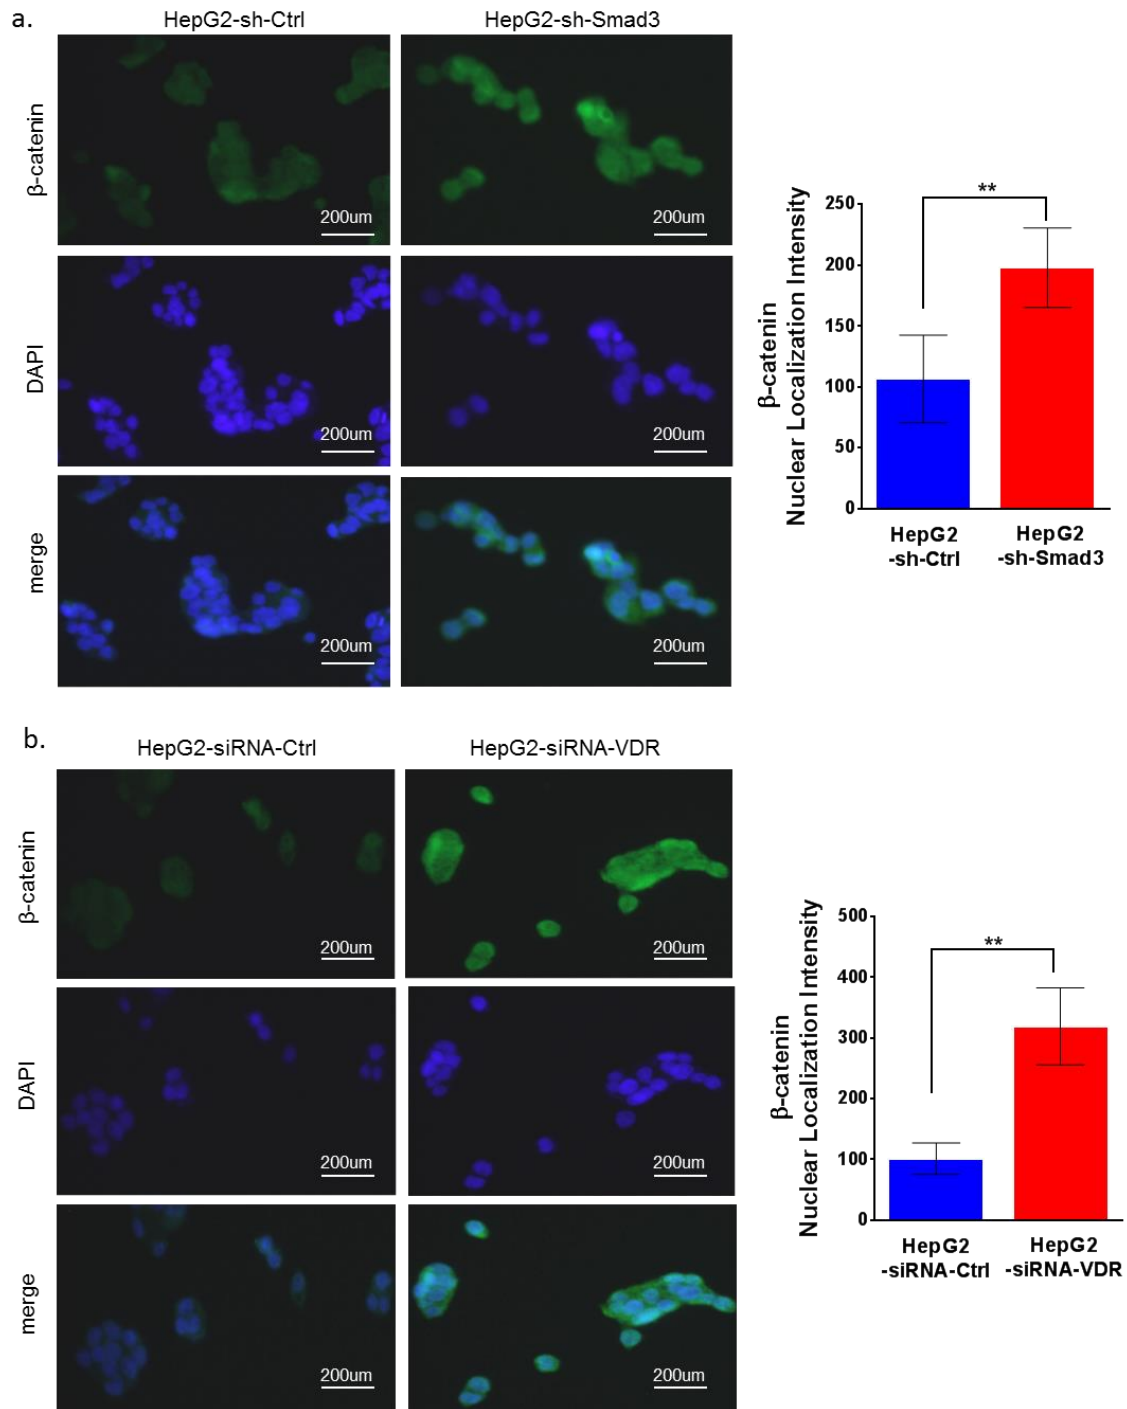 a.
HepG2-sh-Ctrl
HepG2-sh-Smad3
β-catenin
200um
200um
DAPI
200um
200um
merge
200um
200um
β-catenin
Nuclear Localization Intensity
250
200
150
100
50
0
**
HepG2
-sh-Ctrl
HepG2
-sh-Smad3
b.
HepG2-siRNA-Ctrl
HepG2-siRNA-VDR
β-catenin
200um
200um
DAPI
200um
200um
merge
200um
200um
β-catenin
Nuclear Localization Intensity
500
400
300
200
100
0
**
HepG2
-siRNA-Ctrl
HepG2
-siRNA-VDR